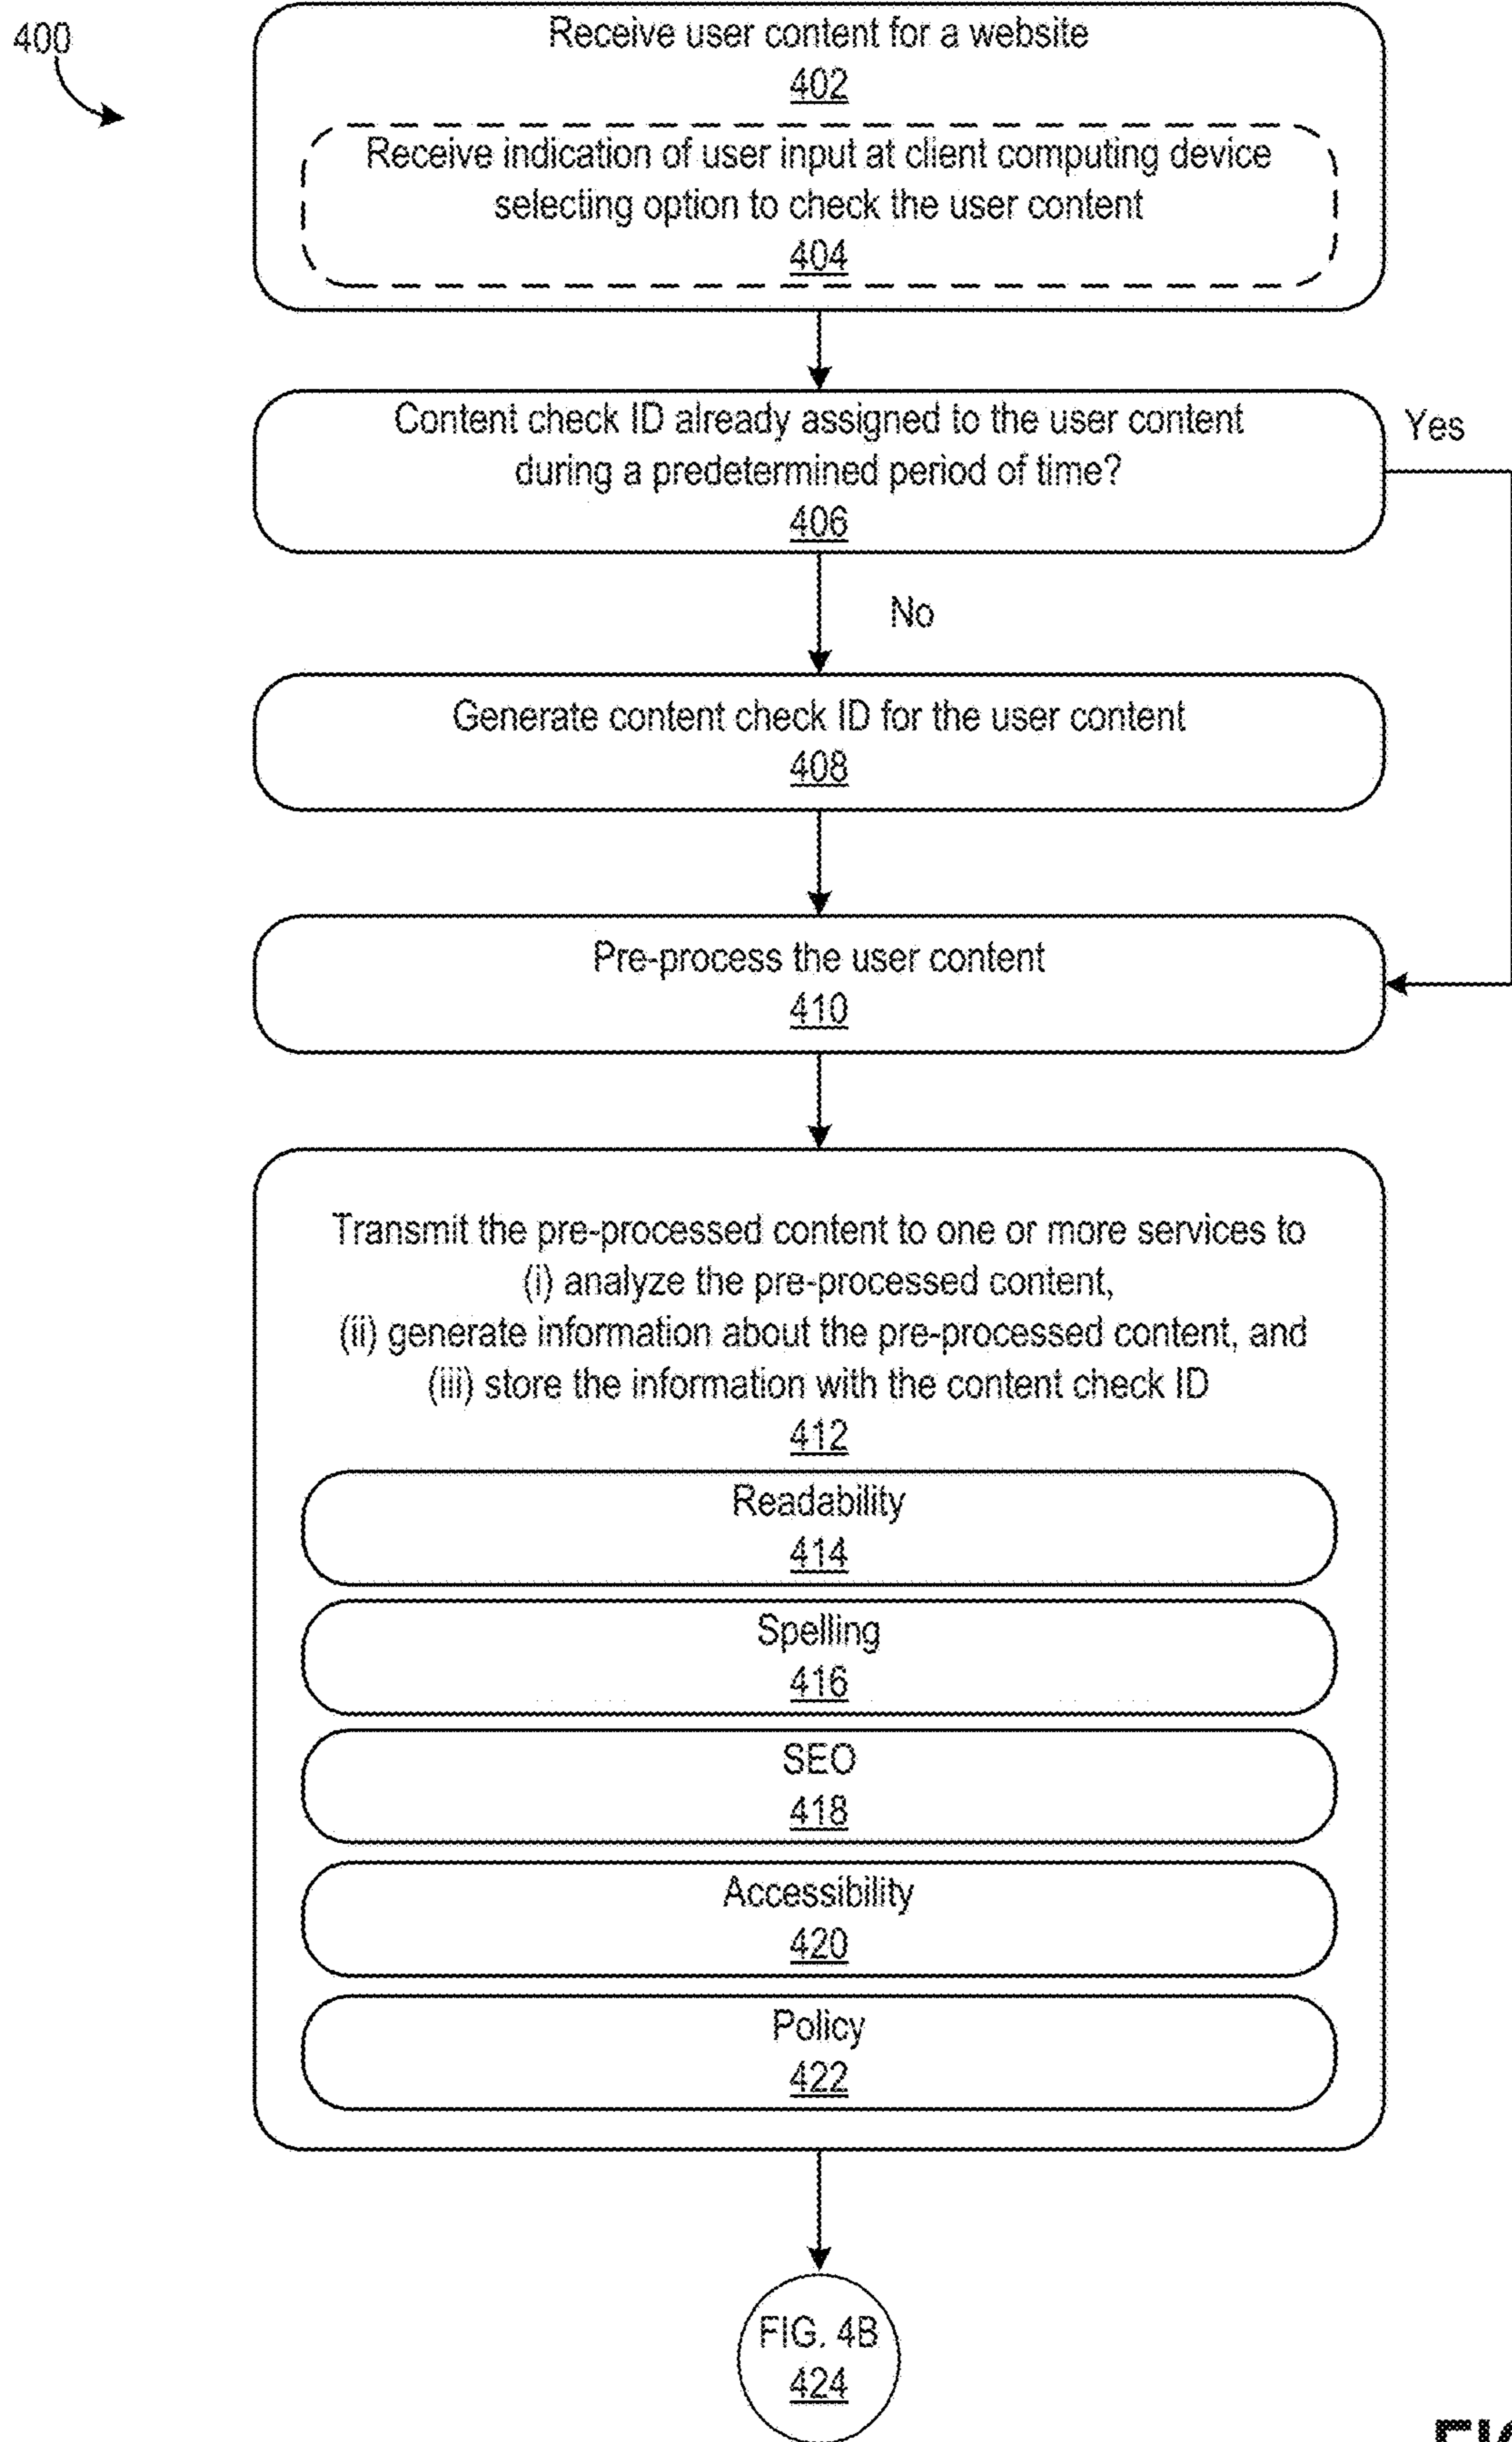 400
Receive user content for a website
402
Receive indication of user input at client computing device
selecting option to check the user content
404
Content check ID already assigned to the user content
during a predetermined period of time?
406
Yes
No
Generate content check ID for the user content
408
Pre-process the user content
410
Transmit the pre-processed content to one or more services to
(i) analyze the pre-processed content,
(ii) generate information about the pre-processed content, and
(iii) store the information with the content check ID
412
Readability
414
Spelling
416
SEO
418
Accessibility
420
Policy
422
FIG. 4B
424